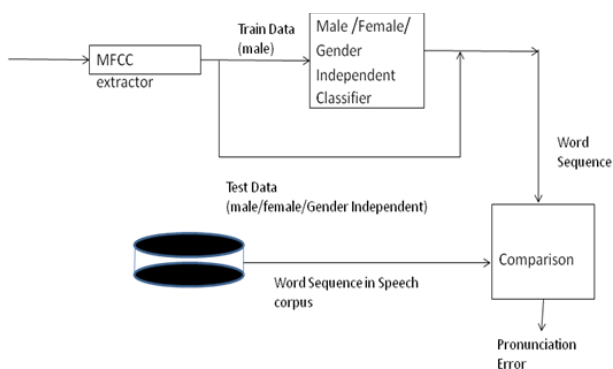 Train Data
(male)
MFCC
extractor
Male /Female/
Gender
Independent
Classifier
Word
Sequence
Test Data
(male/female/Gender Independent)
Word Sequence in Speech
corpus
Comparison
Pronunciation
Error